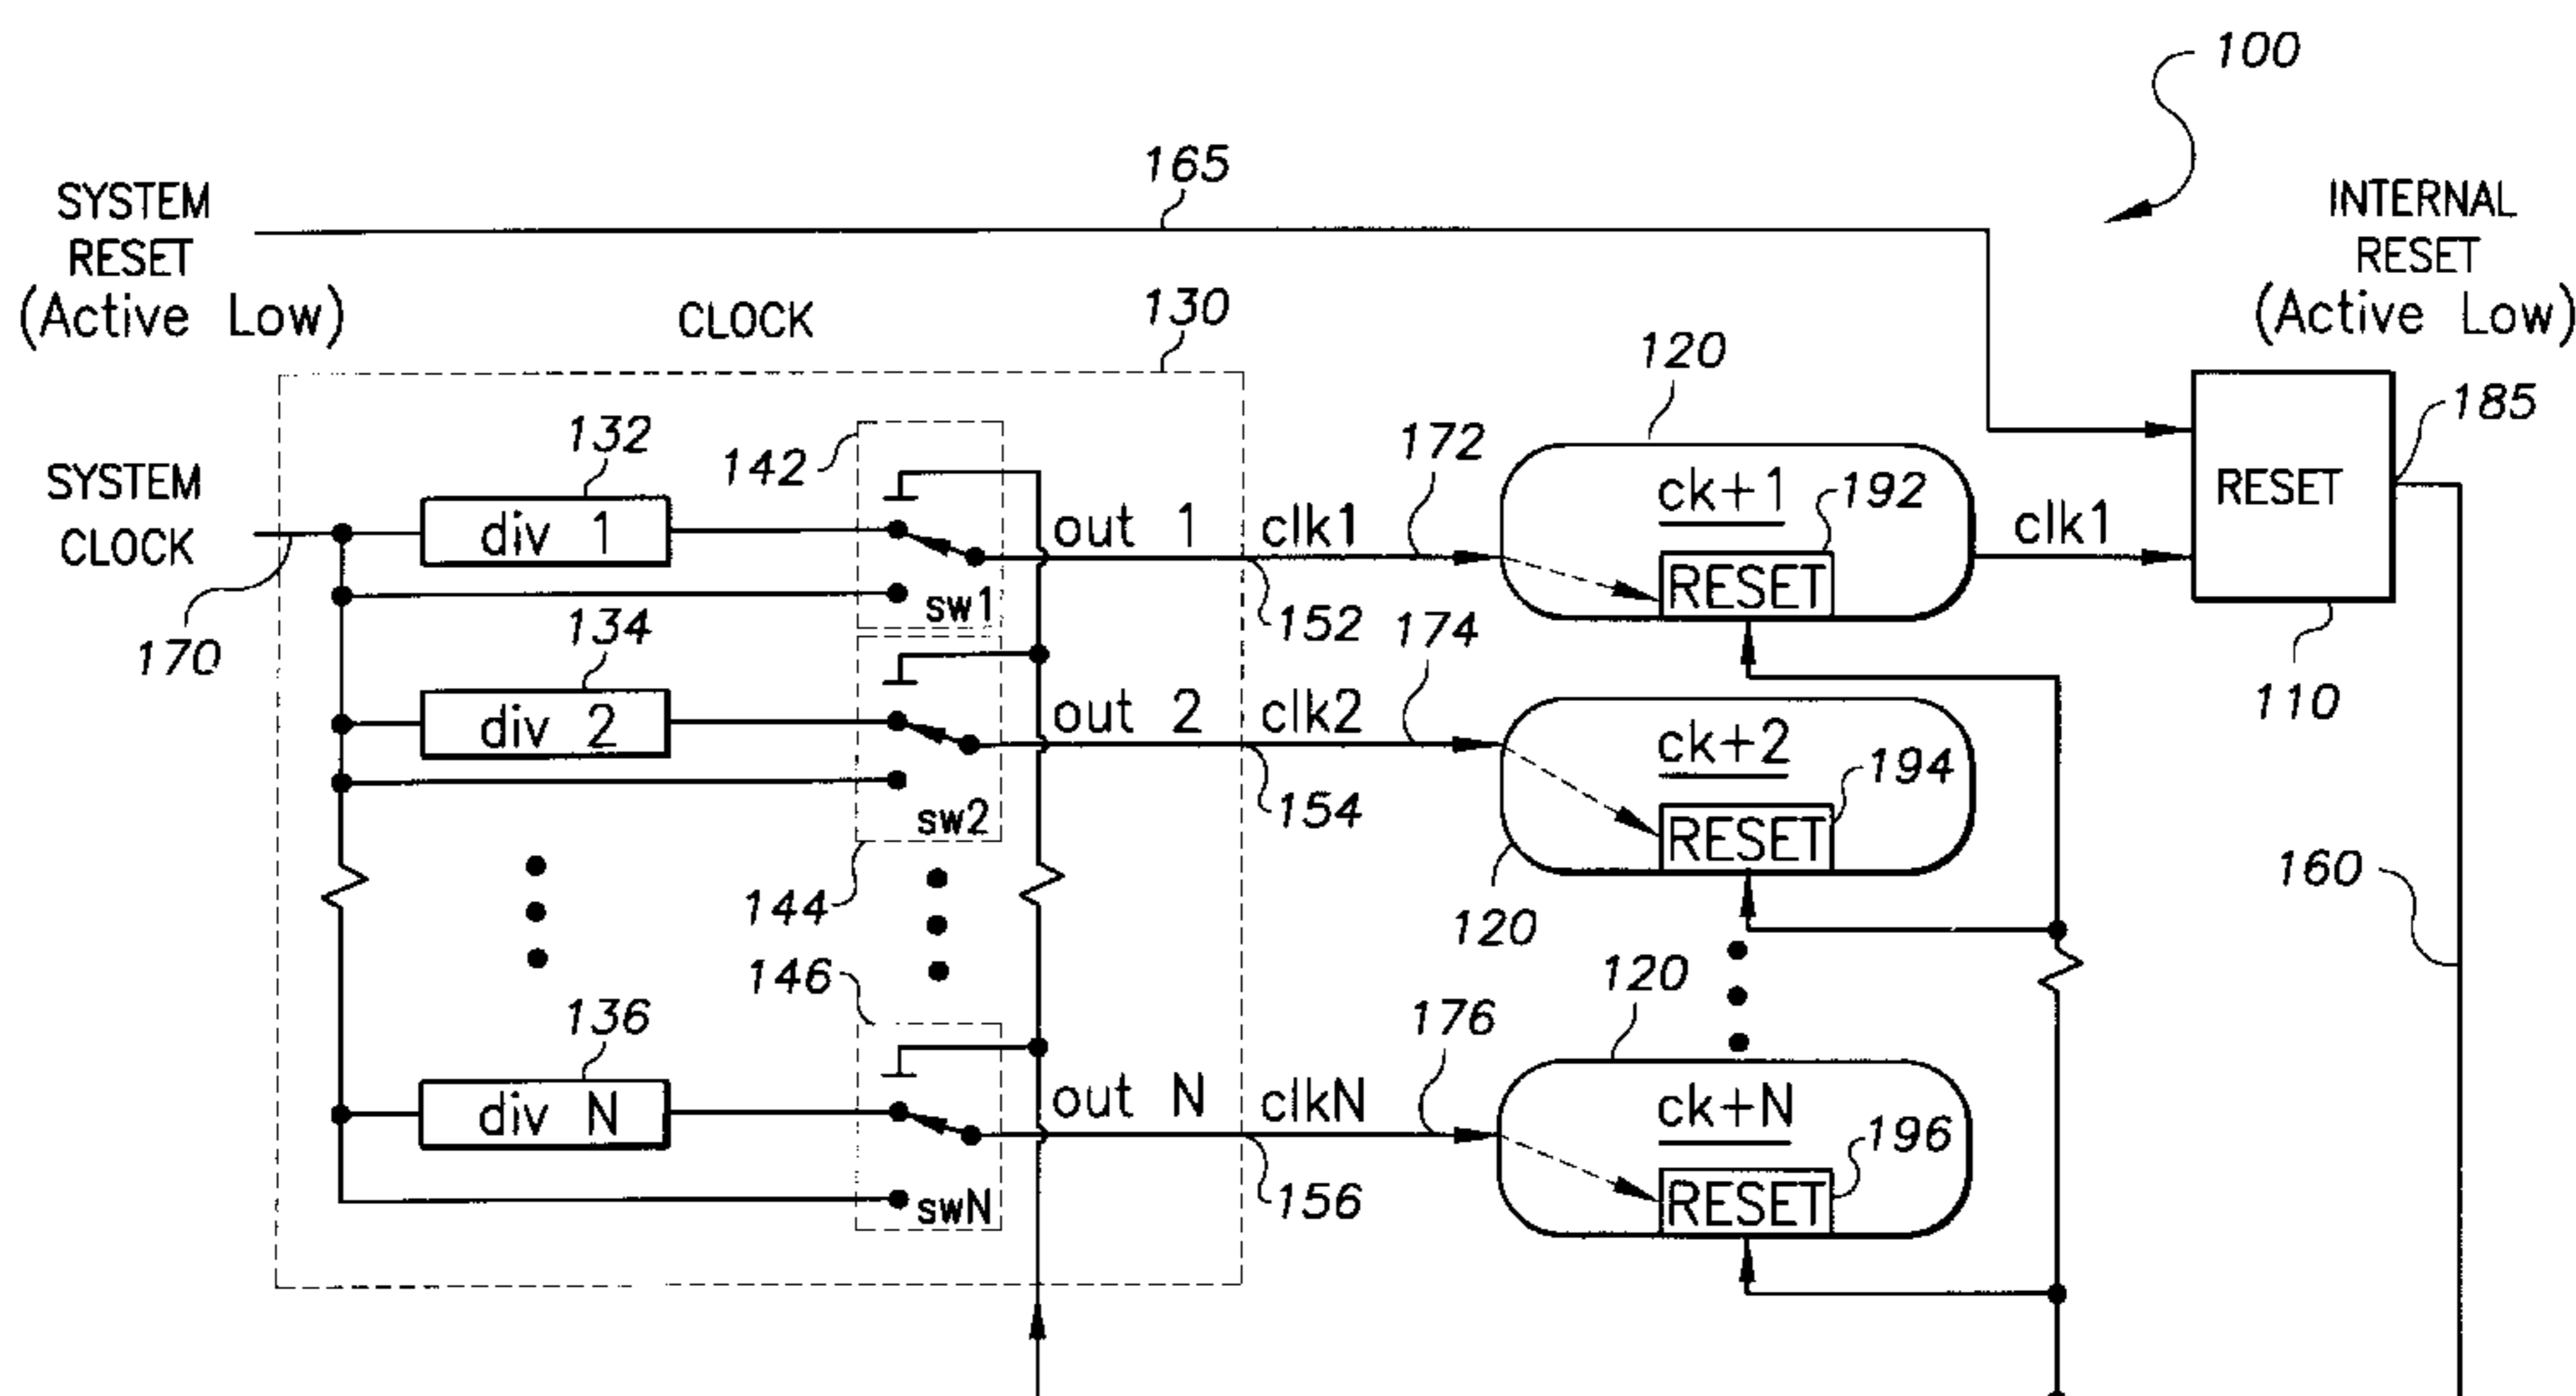 100
165
SYSTEM
RESET
(Active Low)
INTERNAL
RESET
(Active Low)
CLOCK
130
120
185
SYSTEM
CLOCK
170
132
div 1
142
sw1
out 1
clk1
172
152
ck+1
192
RESET
clk1
RESET
110
134
div 2
144
sw2
out 2
clk2
174
154
ck+2
194
RESET
120
160
136
div N
146
swN
out N
clkN
176
156
120
ck+N
196
RESET